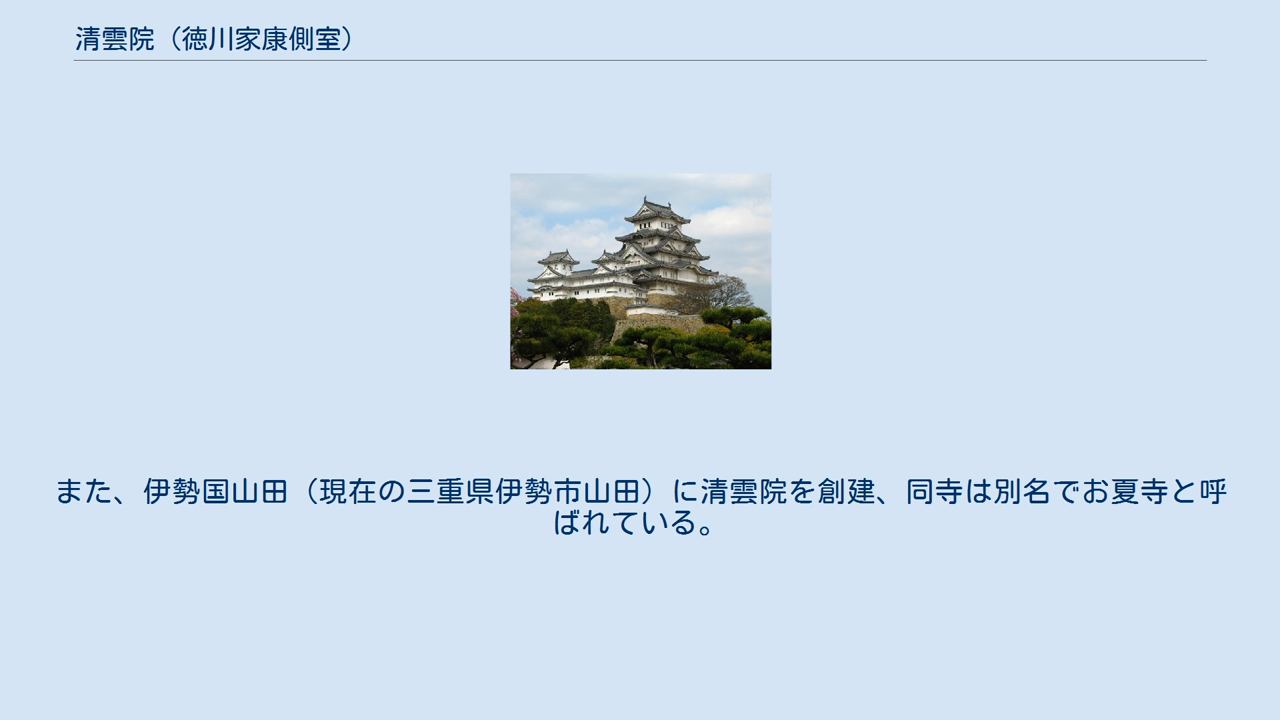 清雲院（徳川家康側室）
また、伊勢国山田（現在の三重県伊勢市山田）に清雲院を創建、同寺は別名でお夏寺と呼
ばれている。